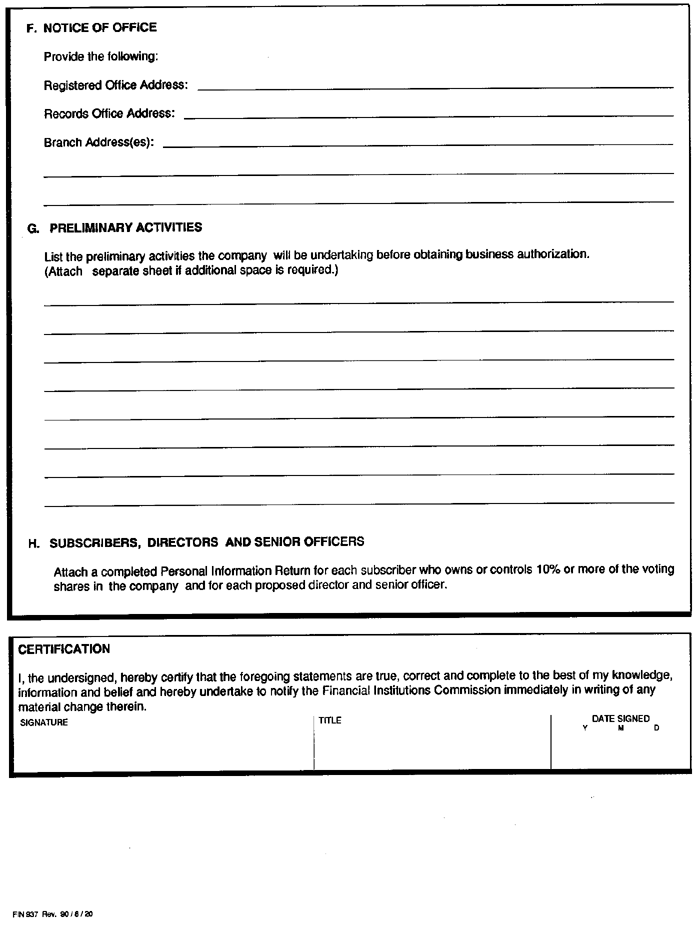 F. NOTICE OF OFFICE
Provide the following:
Registered Office Address:
Records Office Address:
Branch Address(es):
G. PRELIMINARY ACTIVITIES
List the preliminary activities the company will be undertaking before obtaining business authorization.
(Attach separate sheet if additional space is required.)
H. SUBSCRIBERS, DIRECTORS AND SENIOR OFFICERS
Attach a completed Personal Information Return for each subscriber who owns or controls 10% or more of the voting
shares in the company and for each proposed director and senior officer.
CERTIFICATION
I, the undersigned, hereby certify that the foregoing statements are true, correct and complete to the best of my knowledge,
information and belief and hereby undertake to notify the Financial Institutions Commission immediately in writing of any
material change therein.
SIGNATURE TITLE DATE SIGNED
Y M D
FIN 937 Rev. 90 / 8 / 20